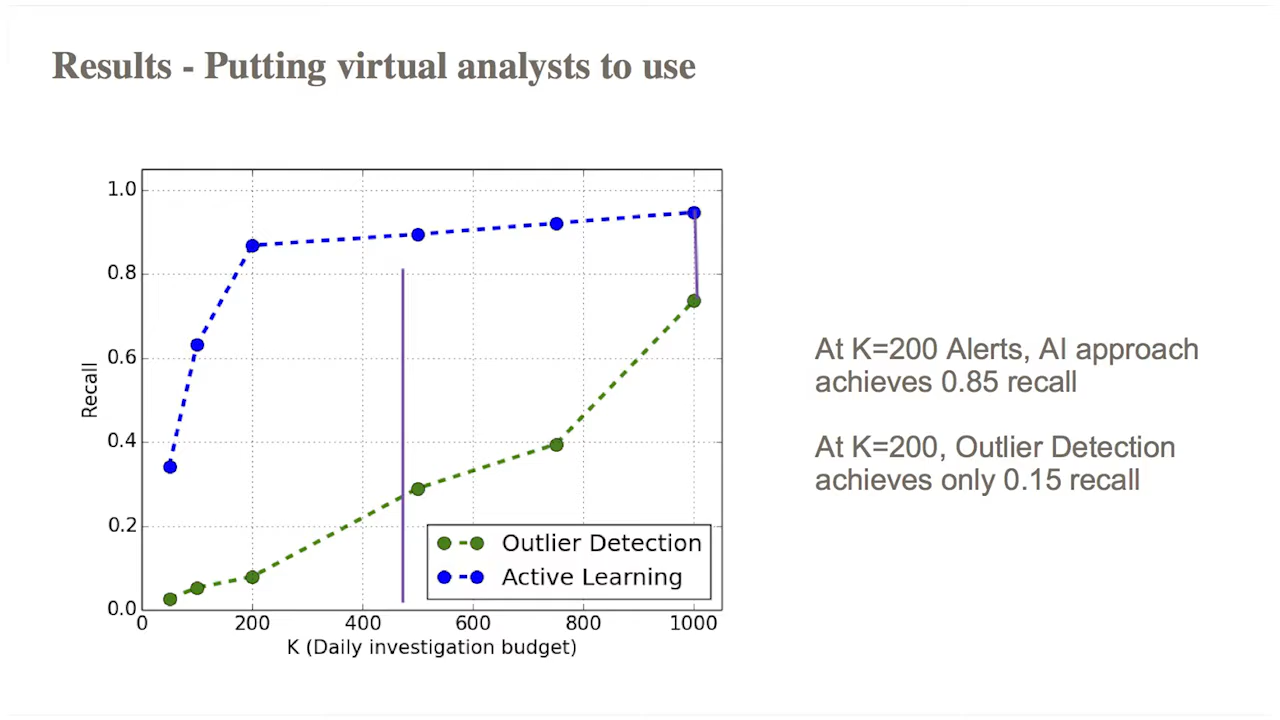 Results - Putting virtual analysts to use
1.0
0.8
0.6
0.4
0.2
0.0
Recall
0
200
400
600
800
1000
K (Daily investigation budget)
Outlier Detection
Active Learning
At K=200 Alerts, AI approach
achieves 0.85 recall
At K=200, Outlier Detection
achieves only 0.15 recall